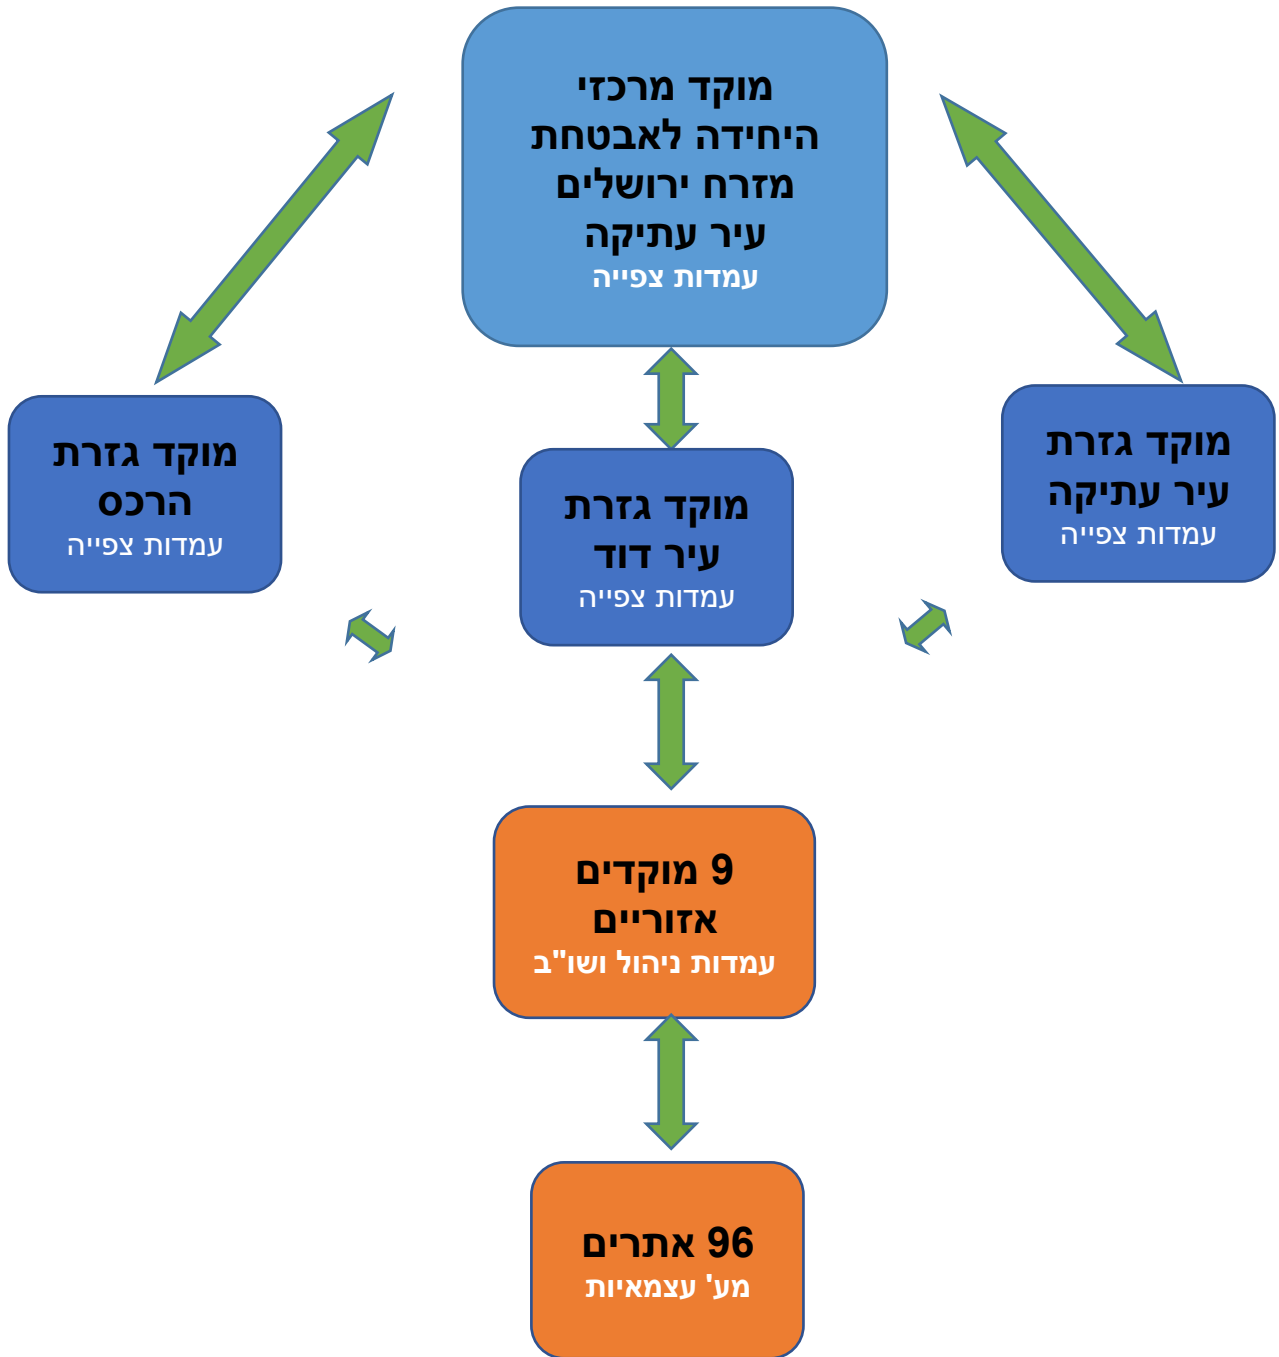 מוקד מרכזי
היחידה לאבטחת
מזרח ירושלים
עיר עתיקה
עמדות צפייה
מוקד גזרת
עיר עתיקה
עמדות צפייה
מוקד גזרת
עיר דוד
עמדות צפייה
מוקד גזרת
הרכס
עמדות צפייה
9 מוקדים
אזוריים
עמדות ניהול ושו"ב
96 אתרים
מע' עצמאיות